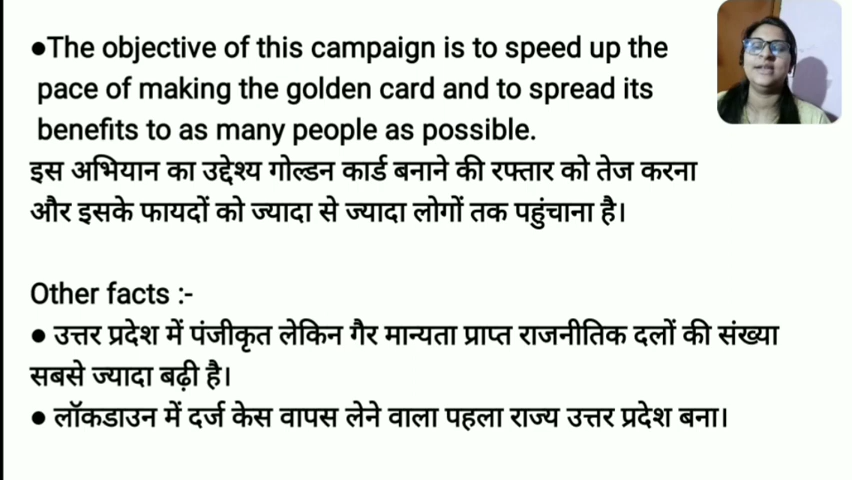 ●The objective of this campaign is to speed up the
pace of making the golden card and to spread its
benefits to as many people as possible.
इस अभियान का उद्देश्य गोल्डन कार्ड बनाने की रफ्तार को तेज करना
और इसके फायदों को ज्यादा से ज्यादा लोगों तक पहुंचाना है।
Other facts :-
● उत्तर प्रदेश में पंजीकृत लेकिन गैर मान्यता प्राप्त राजनीतिक दलों की संख्या
सबसे ज्यादा बढ़ी है।
● लॉकडाउन में दर्ज केस वापस लेने वाला पहला राज्य उत्तर प्रदेश बना।